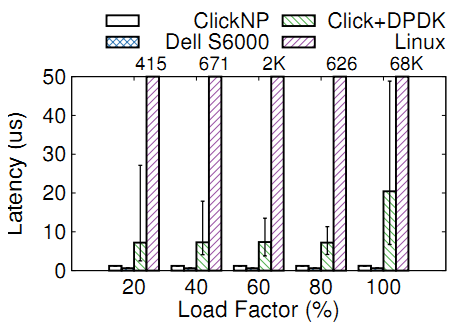 ClickNP Click+DPDK
Dell S6000 Linux
415 671 2K 626 68K
50
40
30
20
10
0
Latency (us)
20 40 60 80 100
Load Factor (%)